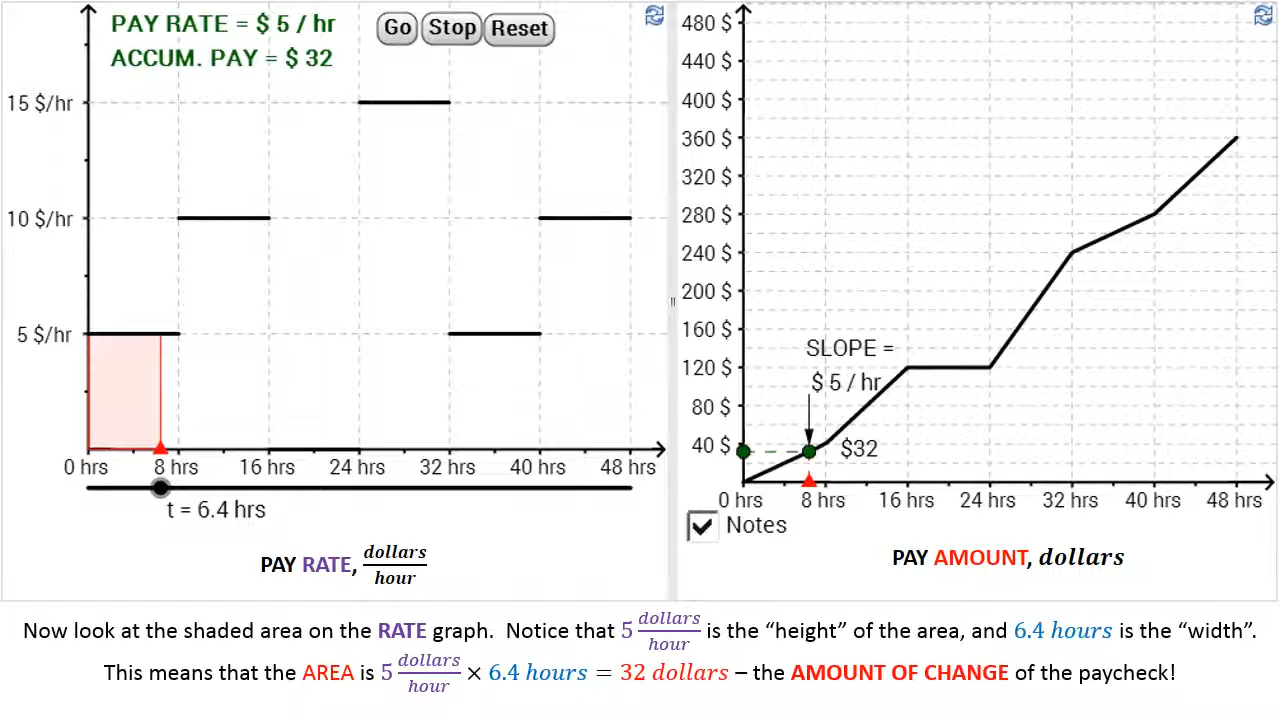 PAY RATE = $ 5 / hr
ACCUM. PAY = $ 32
Go Stop Reset
15 $/hr
10 $/hr
5 $/hr
0 hrs 8 hrs 16 hrs 24 hrs 32 hrs 40 hrs 48 hrs
t = 6.4 hrs
PAY RATE, dollars/hour
480 $
440 $
400 $
360 $
320 $
280 $
240 $
200 $
160 $
120 $
80 $
40 $
SLOPE =
$ 5 / hr
$32
0 hrs 8 hrs 16 hrs 24 hrs 32 hrs 40 hrs 48 hrs
Notes
PAY AMOUNT, dollars
Now look at the shaded area on the RATE graph. Notice that 5 dollars/hour is the “height” of the area, and 6.4 hours is the “width”.
This means that the AREA is 5 dollars/hour × 6.4 hours = 32 dollars – the AMOUNT OF CHANGE of the paycheck!